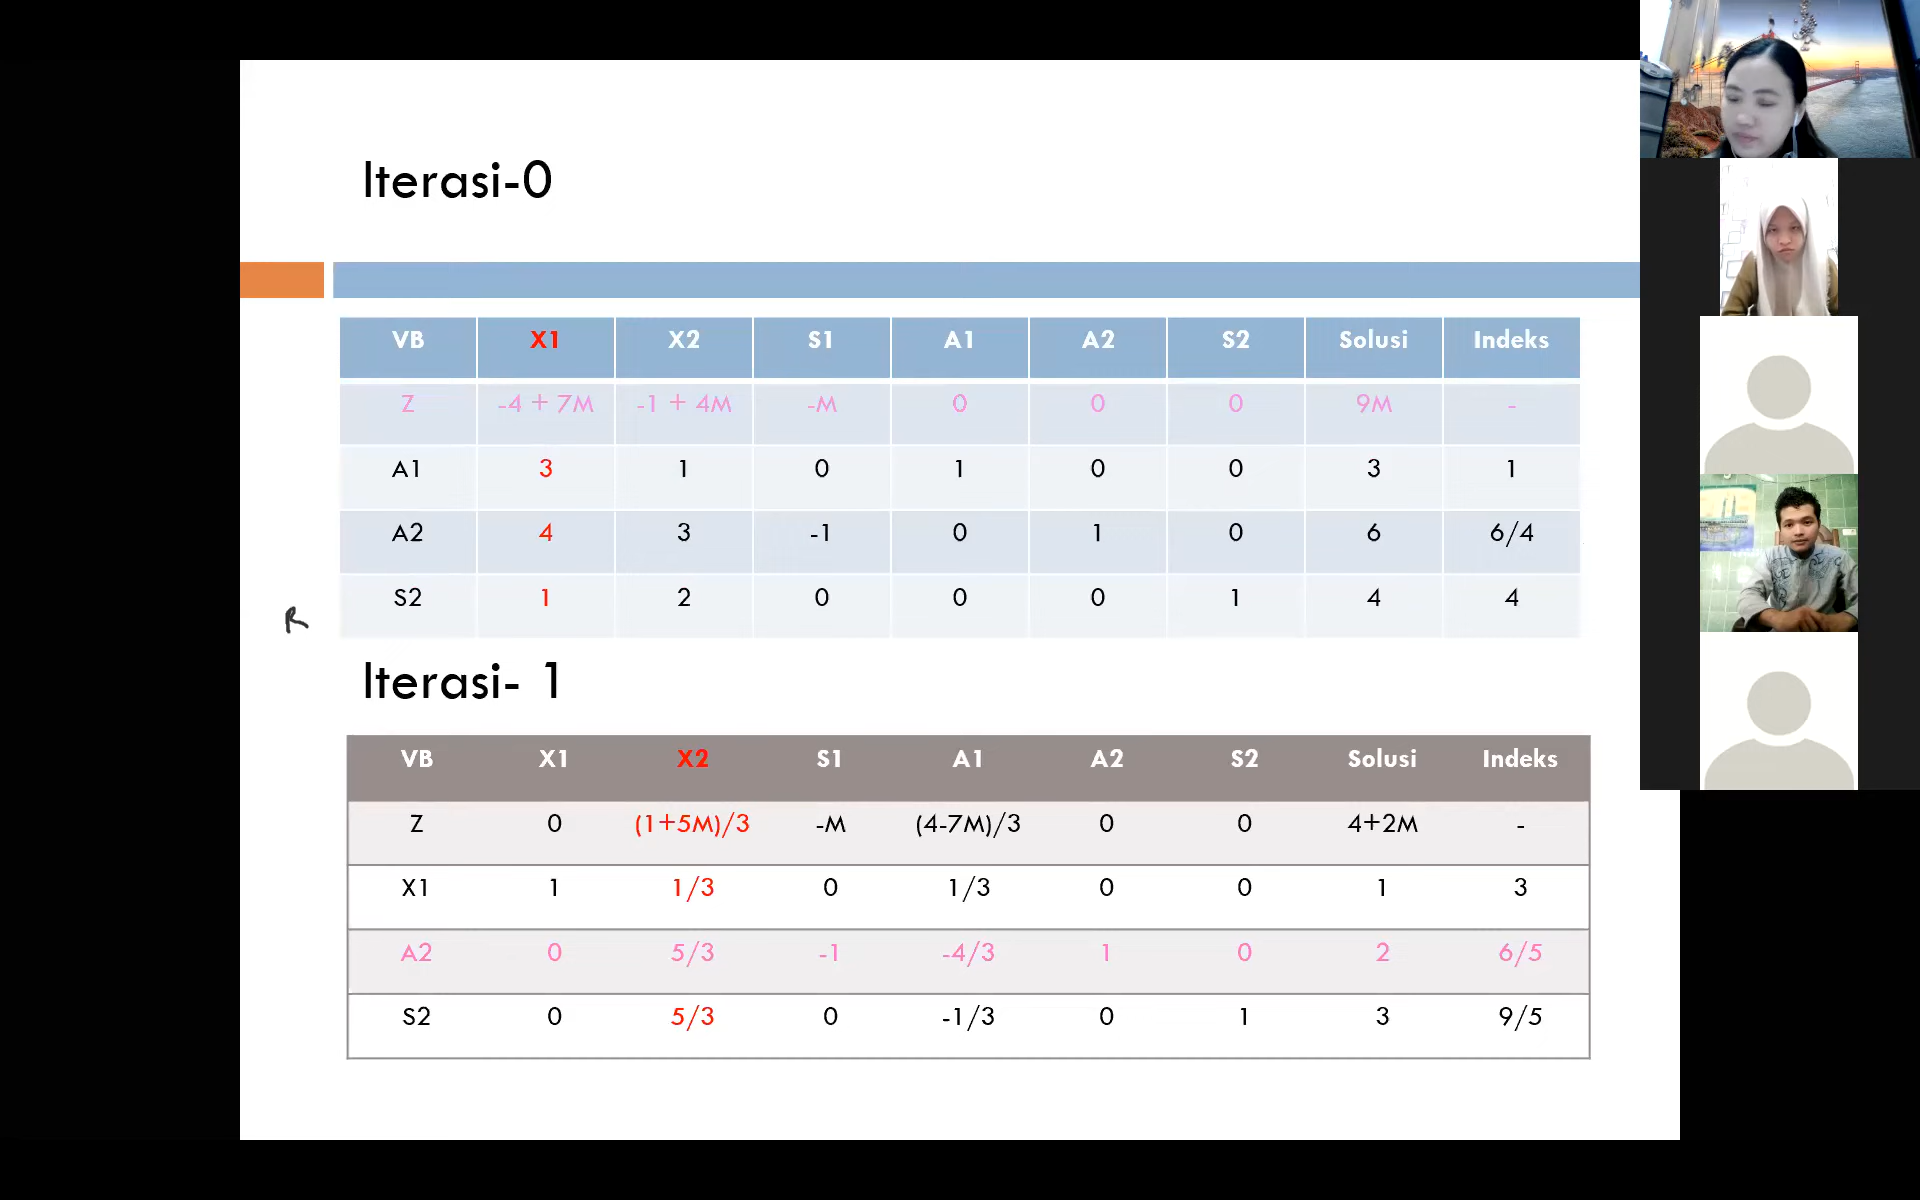 Iterasi-0
VB X1 X2 S1 A1 A2 S2 Solusi Indeks
Z -4 + 7M -1 + 4M -M 0 0 0 9M -
A1 3 1 0 1 0 0 3 1
A2 4 3 -1 0 1 0 6 6/4
S2 1 2 0 0 0 1 4 4
R
Iterasi- 1
VB X1 X2 S1 A1 A2 S2 Solusi Indeks
Z 0 (1+5M)/3 -M (4-7M)/3 0 0 4+2M -
X1 1 1/3 0 1/3 0 0 1 3
A2 0 5/3 -1 -4/3 1 0 2 6/5
S2 0 5/3 0 -1/3 0 1 3 9/5